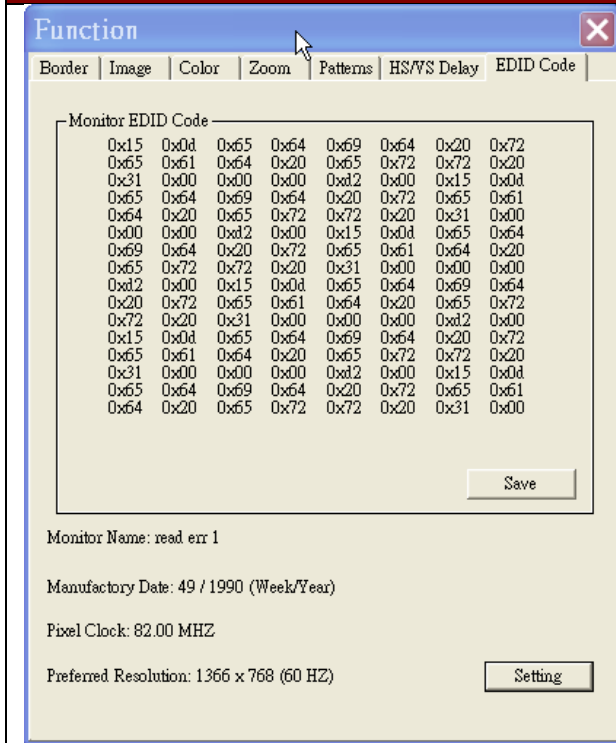 Function
Border Image Color Zoom Patterns HS/VS Delay EDID Code
Monitor EDID Code
0x15 0x0d 0x65 0x64 0x69 0x64 0x20 0x72
0x65 0x61 0x64 0x20 0x65 0x72 0x72 0x20
0x31 0x00 0x00 0x00 0xd2 0x00 0x15 0x0d
0x65 0x64 0x69 0x64 0x20 0x72 0x65 0x61
0x64 0x20 0x65 0x72 0x72 0x20 0x31 0x00
0x00 0x00 0xd2 0x00 0x15 0x0d 0x65 0x64
0x69 0x64 0x20 0x72 0x65 0x61 0x64 0x20
0x65 0x72 0x72 0x20 0x31 0x00 0x00 0x00
0xd2 0x00 0x15 0x0d 0x65 0x64 0x69 0x64
0x20 0x72 0x65 0x61 0x64 0x20 0x65 0x72
0x72 0x20 0x31 0x00 0x00 0x00 0xd2 0x00
0x15 0x0d 0x65 0x64 0x69 0x64 0x20 0x72
0x65 0x61 0x64 0x20 0x65 0x72 0x72 0x20
0x31 0x00 0x00 0x00 0xd2 0x00 0x15 0x0d
0x65 0x64 0x69 0x64 0x20 0x72 0x65 0x61
0x64 0x20 0x65 0x72 0x72 0x20 0x31 0x00
Save
Monitor Name: read err 1
Manufactory Date: 49 / 1990 (Week/Year)
Pixel Clock: 82.00 MHZ
Preferred Resolution: 1366 x 768 (60 HZ)
Setting